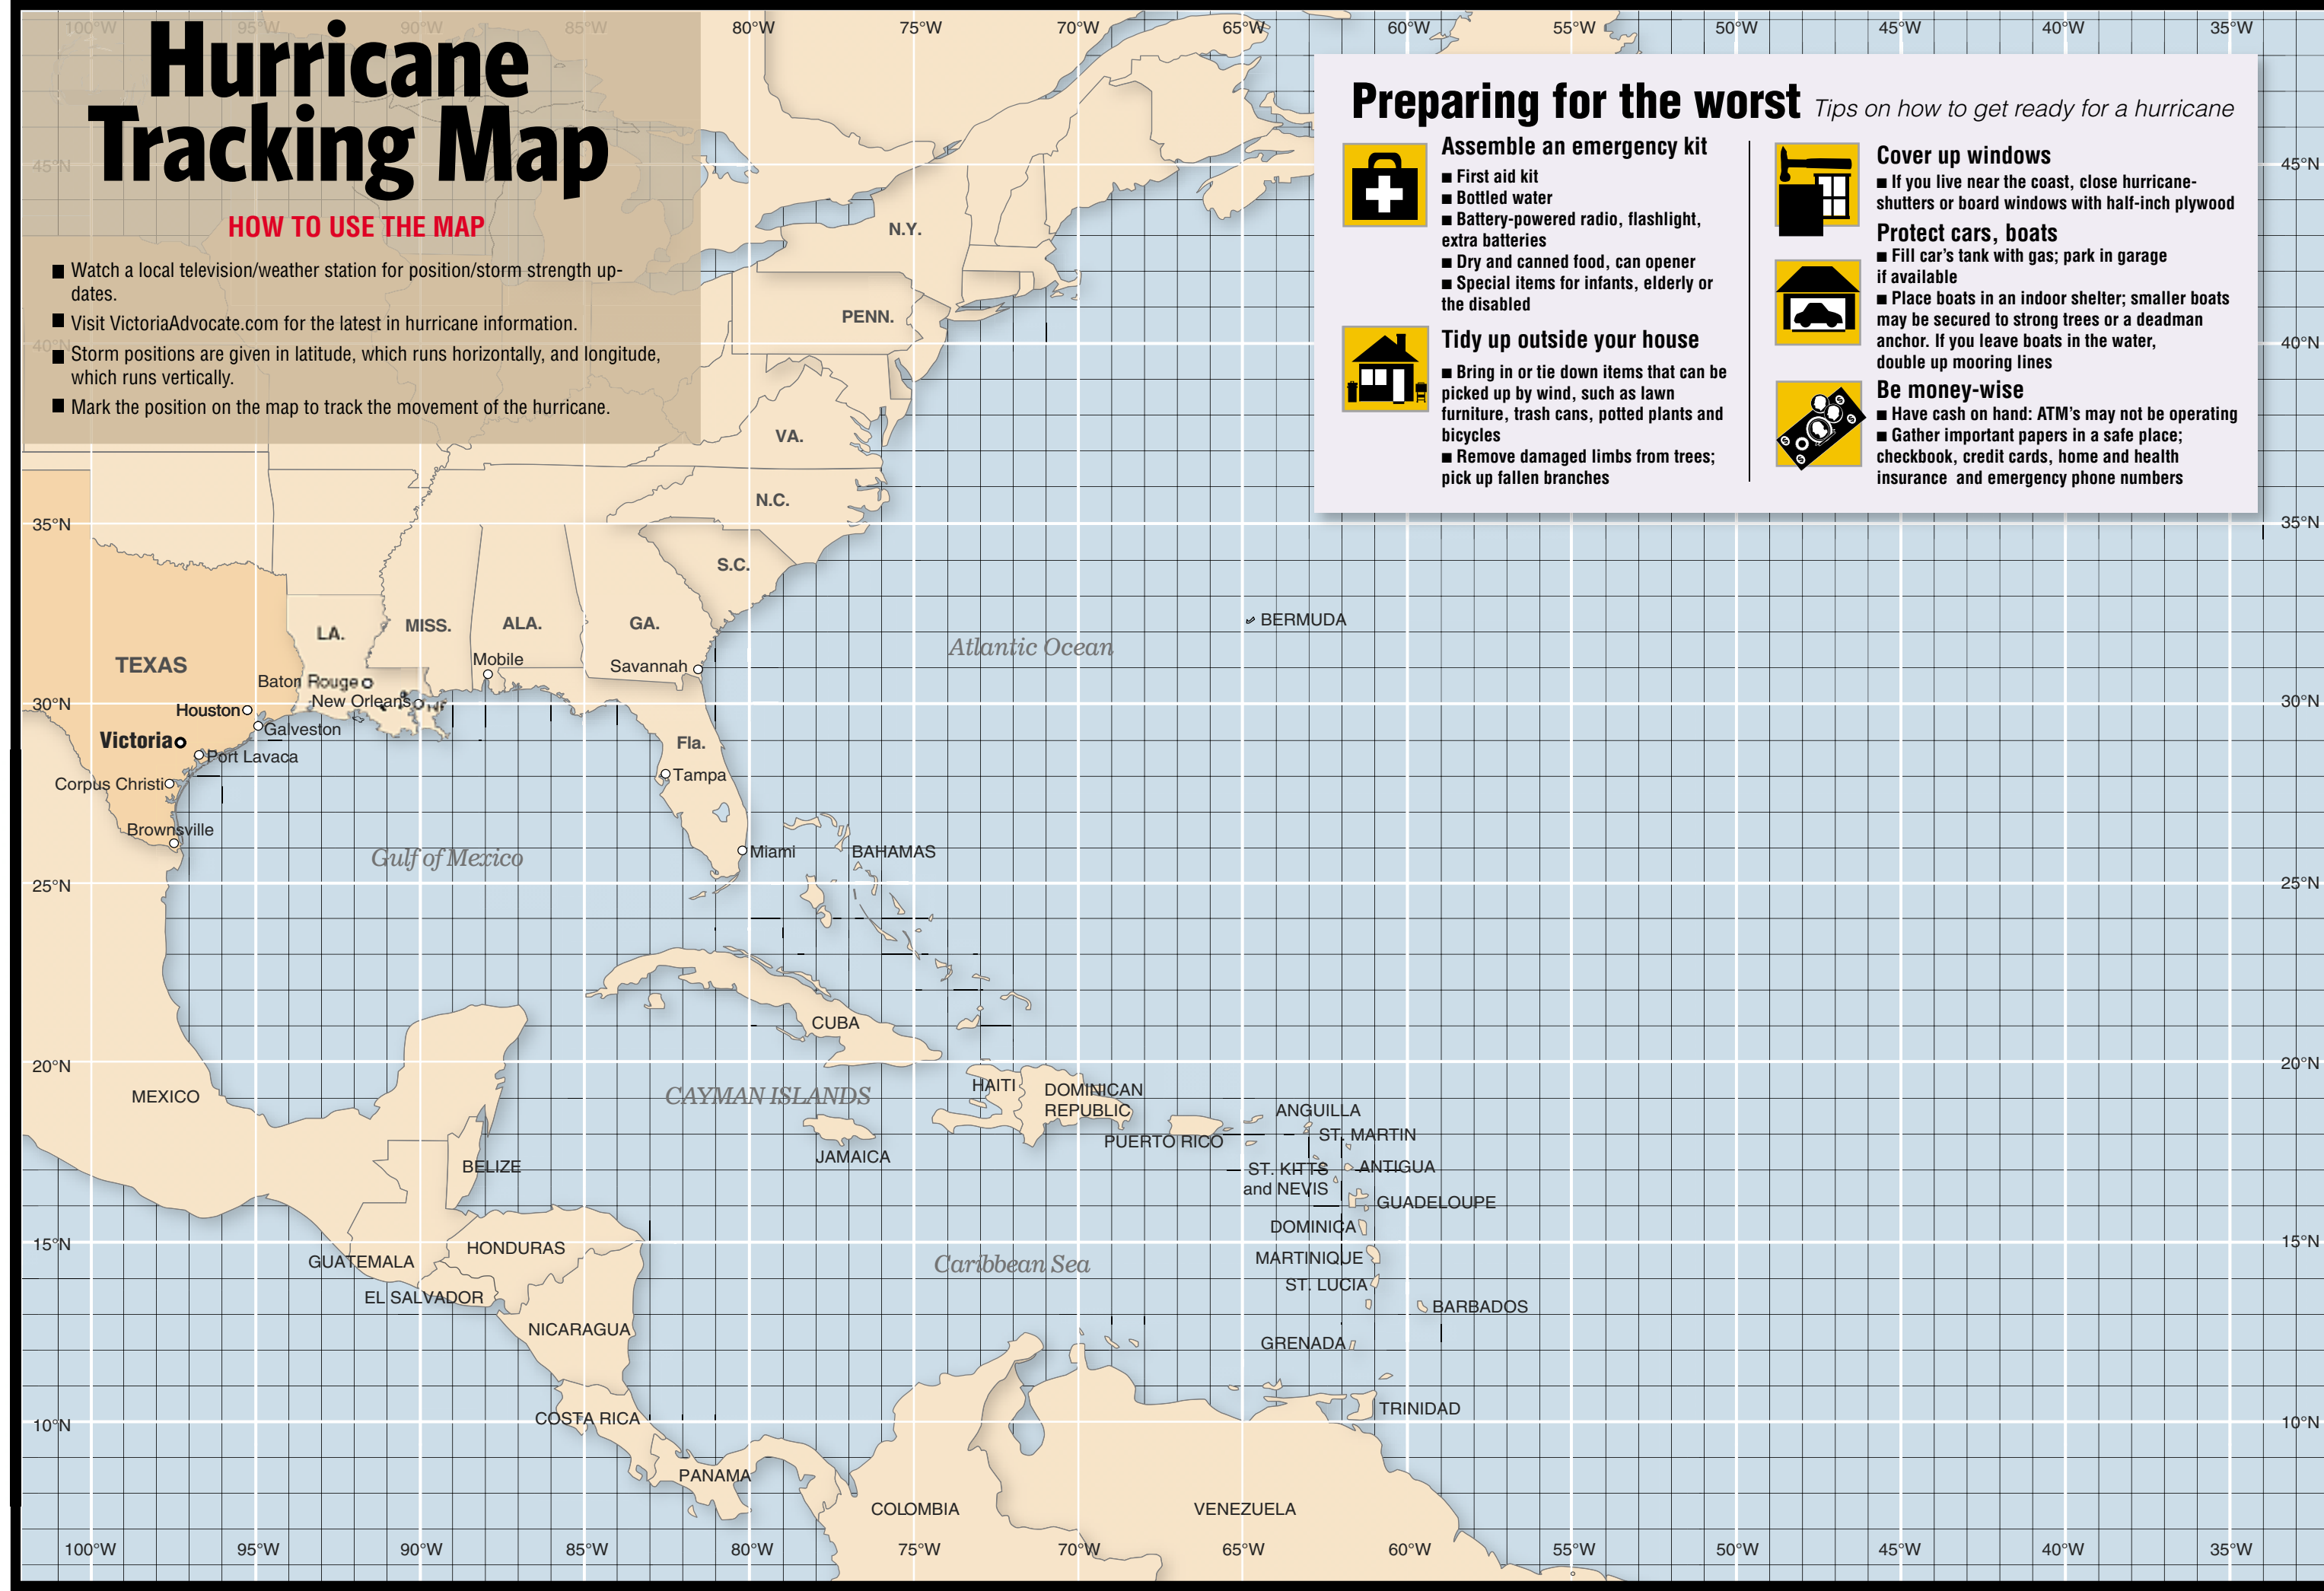 100°W
90°W
85°W
80°W
75°W
70°W
65°W
60°W
55°W
50°W
45°W
40°W
35°W
Hurricane
Tracking Map
HOW TO USE THE MAP
■ Watch a local television/weather station for position/storm strength up-
dates.
■ Visit VictoriaAdvocate.com for the latest in hurricane information.
■ Storm positions are given in latitude, which runs horizontally, and longitude,
which runs vertically.
■ Mark the position on the map to track the movement of the hurricane.
Preparing for the worst Tips on how to get ready for a hurricane
Assemble an emergency kit
■ First aid kit
■ Bottled water
■ Battery-powered radio, flashlight,
extra batteries
■ Dry and canned food, can opener
■ Special items for infants, elderly or
the disabled
Tidy up outside your house
■ Bring in or tie down items that can be
picked up by wind, such as lawn
furniture, trash cans, potted plants and
bicycles
■ Remove damaged limbs from trees;
pick up fallen branches
Cover up windows
■ If you live near the coast, close hurricane-
shutters or board windows with half-inch plywood
Protect cars, boats
■ Fill car's tank with gas; park in garage
if available
■ Place boats in an indoor shelter; smaller boats
may be secured to strong trees or a deadman
anchor. If you leave boats in the water,
double up mooring lines
Be money-wise
■ Have cash on hand: ATM's may not be operating
■ Gather important papers in a safe place;
checkbook, credit cards, home and health
insurance and emergency phone numbers
45°N
45°N
40°N
40°N
35°N
35°N
30°N
30°N
25°N
25°N
20°N
20°N
15°N
15°N
10°N
10°N
N.Y.
PENN.
VA.
N.C.
S.C.
GA.
ALA.
MISS.
LA.
TEXAS
Mobile
Savannah
Baton Rouge
New Orleans
Houston
Galveston
Victoria
Port Lavaca
Corpus Christi
Brownsville
Fla.
Tampa
Miami
BAHAMAS
BERMUDA
Atlantic Ocean
Gulf of Mexico
CUBA
CAYMAN ISLANDS
MEXICO
HAITI
DOMINICAN
REPUBLIC
JAMAICA
PUERTO RICO
ANGUILLA
ST. MARTIN
BELIZE
ST. KITTS
and NEVIS
ANTIGUA
GUADELOUPE
DOMINICA
MARTINIQUE
ST. LUCIA
BARBADOS
GRENADA
TRINIDAD
HONDURAS
GUATEMALA
EL SALVADOR
NICARAGUA
Caribbean Sea
COSTA RICA
PANAMA
COLOMBIA
VENEZUELA
100°W
95°W
90°W
85°W
80°W
75°W
70°W
65°W
60°W
55°W
50°W
45°W
40°W
35°W